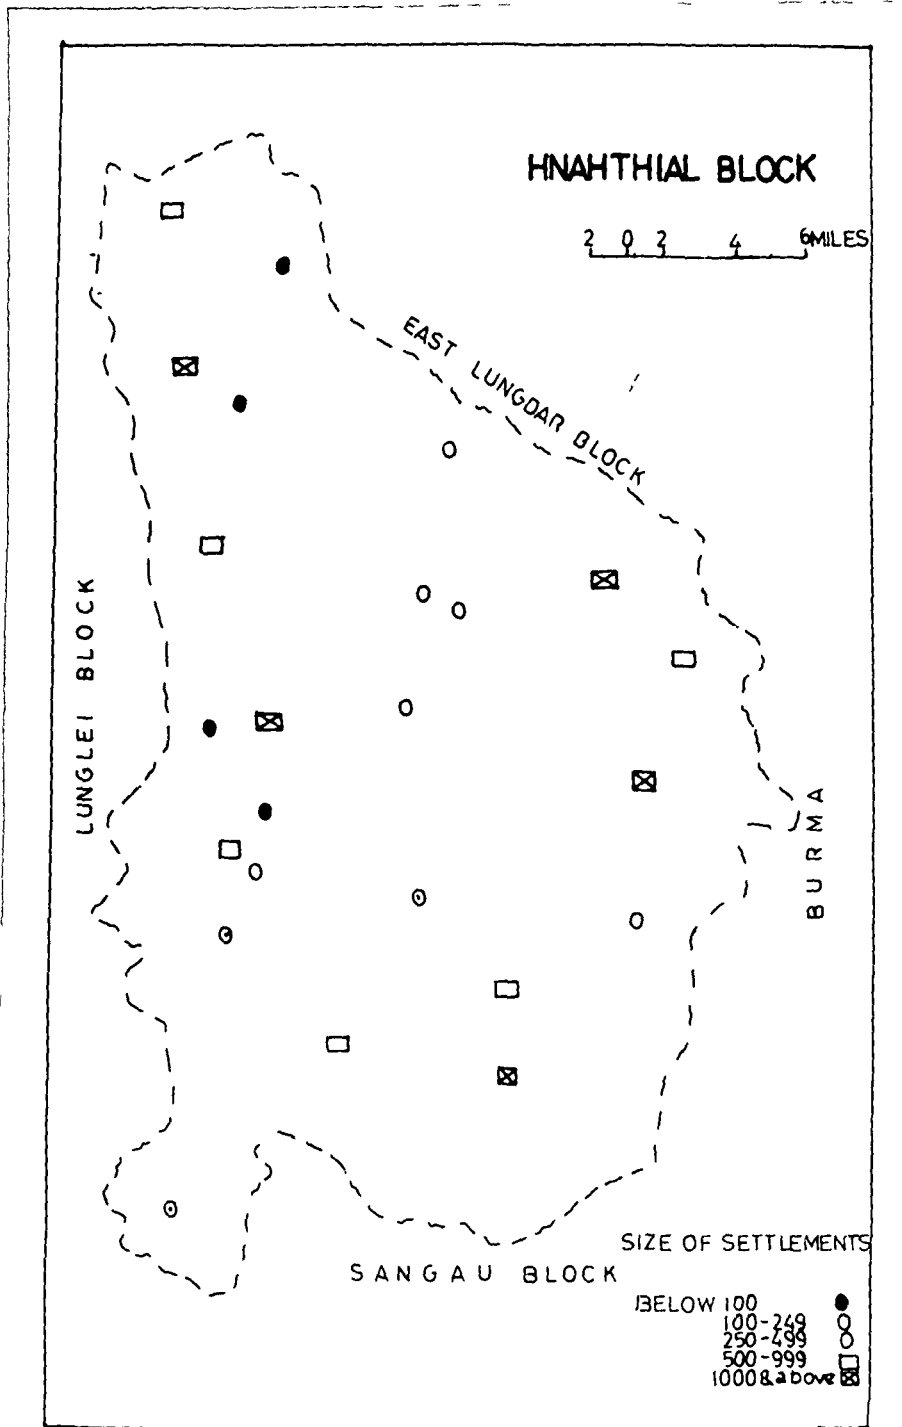 HNAHTHIAL BLOCK
2 0 2 4 6MILES
EAST LUNGDAR BLOCK
LUNGLEI BLOCK
BURMA
SANGAU BLOCK
SIZE OF SETTLEMENTS
BELOW 100
100-249
250-499
500-999
1000 & above